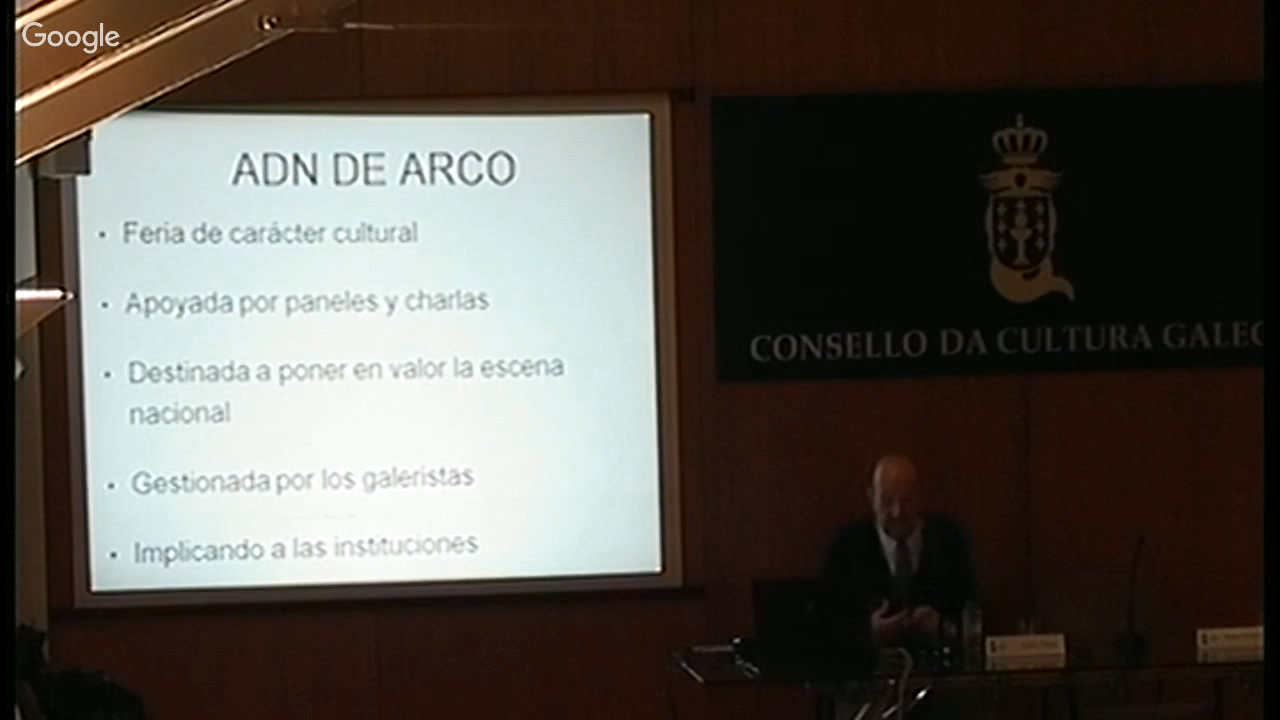 Google
ADN DE ARCO
• Feria de carácter cultural
• Apoyada por paneles y charlas
• Destinada a poner en valor la escena
nacional
• Gestionada por los galeristas
• Implicando a las instituciones
CONSELLO DA CULTURA GALEG